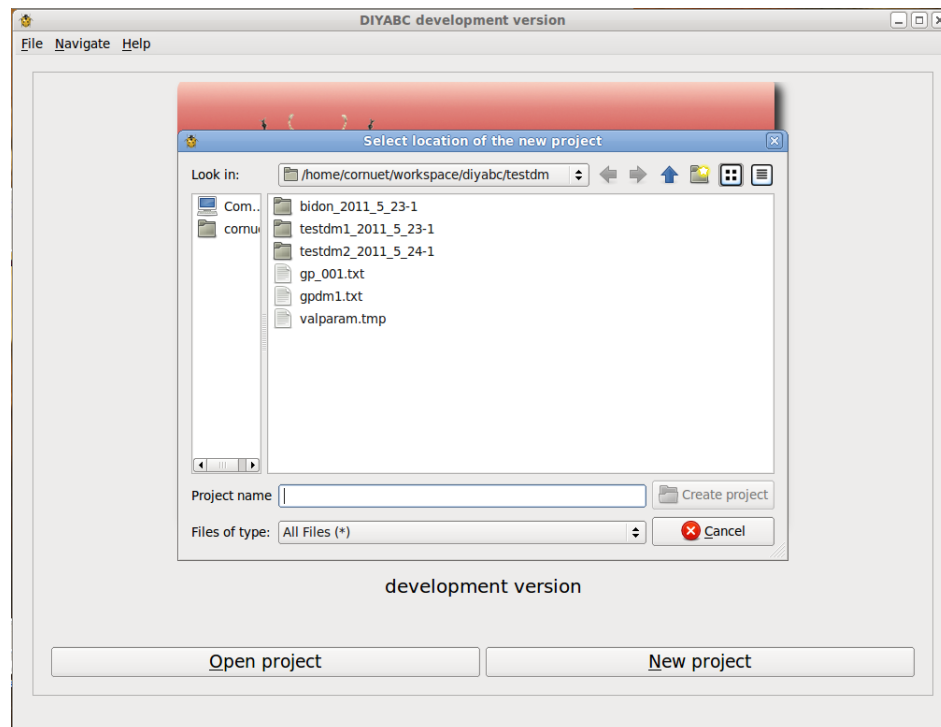 DIYABC development version
File Navigate Help
Select location of the new project
Look in: /home/cornuet/workspace/diyabc/testdm
Com..
cornu
bidon_2011_5_23-1
testdm1_2011_5_23-1
testdm2_2011_5_24-1
gp_001.txt
gpdm1.txt
valparam.tmp
Project name Create project
Files of type: All Files (*) Cancel
development version
Open project New project